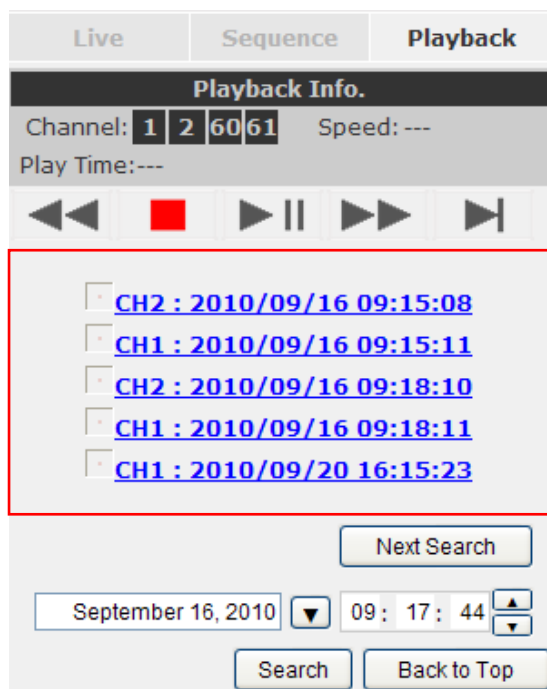 Live Sequence Playback
Playback Info.
Channel: 1 2 60 61 Speed: ---
Play Time:---
CH2 : 2010/09/16 09:15:08
CH1 : 2010/09/16 09:15:11
CH2 : 2010/09/16 09:18:10
CH1 : 2010/09/16 09:18:11
CH1 : 2010/09/20 16:15:23
Next Search
September 16, 2010 09 : 17 : 44
Search Back to Top